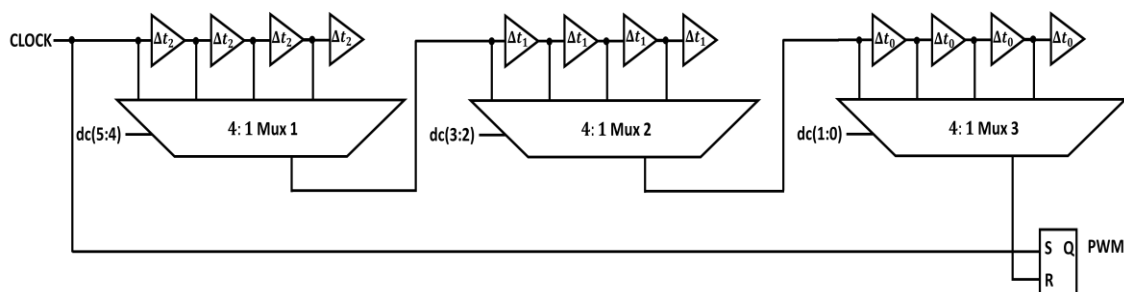 Δt₂ Δt₂ Δt₂ Δt₂ Δt₁ Δt₁ Δt₁ Δt₁ Δt₀ Δt₀ Δt₀ Δt₀
CLOCK
4: 1 Mux 1 4: 1 Mux 2 4: 1 Mux 3
dc(5:4) dc(3:2) dc(1:0)
S Q PWM
R